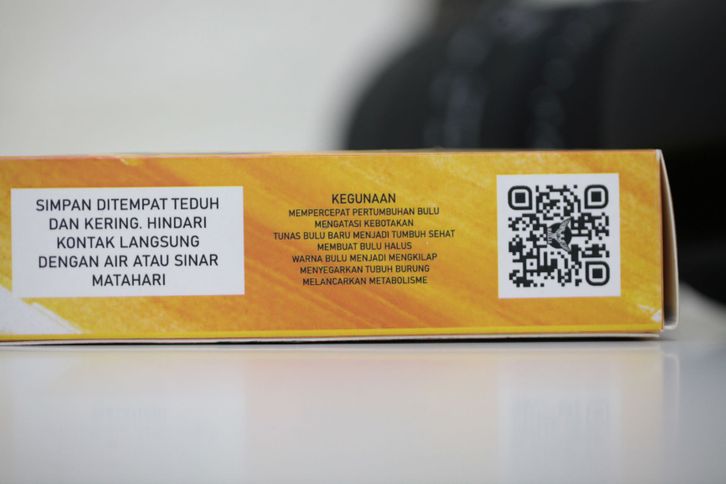 SIMPAN DITEMPAT TEDUH
DAN KERING. HINDARI
KONTAK LANGSUNG
DENGAN AIR ATAU SINAR
MATAHARI
KEGUNAAN
MEMPERCEPAT PERTUMBUHAN BULU
MENGATASI KEBOTAKAN
TUNAS BULU BARU MENJADI TUMBUH SEHAT
MEMBUAT BULU HALUS
WARNA BULU MENJADI MENGKILAP
MENYEGARKAN TUBUH BURUNG
MELANCARKAN METABOLISME